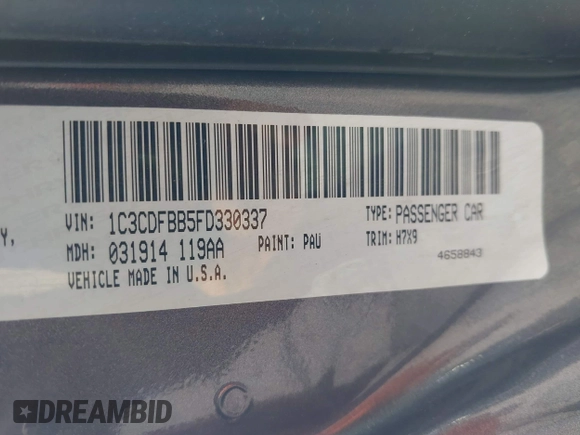 VIN: 1C3CDFBB5FD330337 TYPE: PASSENGER CAR
Y, MDH: 031914 119AA PAINT: PAU TRIM: H7X9
VEHICLE MADE IN U.S.A. 4658843
DREAMBID